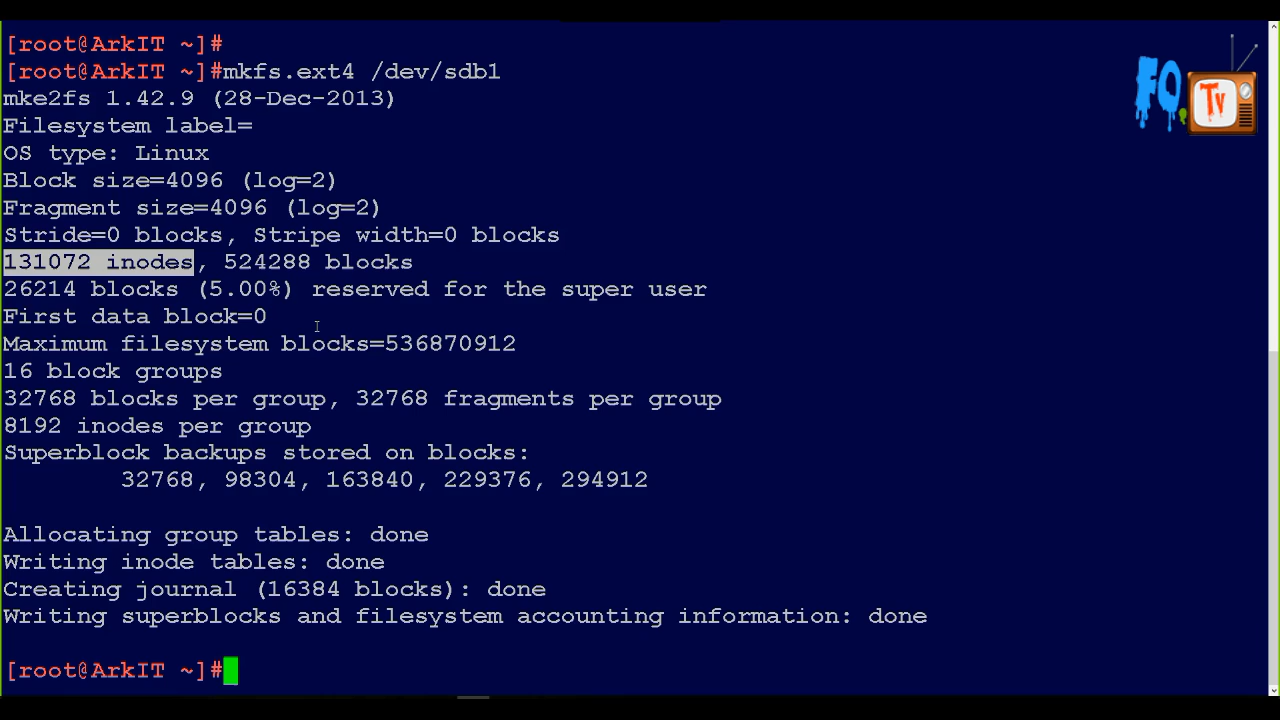 [root@ArkIT ~]#
[root@ArkIT ~]#mkfs.ext4 /dev/sdb1
mke2fs 1.42.9 (28-Dec-2013)
Filesystem label=
OS type: Linux
Block size=4096 (log=2)
Fragment size=4096 (log=2)
Stride=0 blocks, Stripe width=0 blocks
131072 inodes, 524288 blocks
26214 blocks (5.00%) reserved for the super user
First data block=0
Maximum filesystem blocks=536870912
16 block groups
32768 blocks per group, 32768 fragments per group
8192 inodes per group
Superblock backups stored on blocks:
32768, 98304, 163840, 229376, 294912
Allocating group tables: done
Writing inode tables: done
Creating journal (16384 blocks): done
Writing superblocks and filesystem accounting information: done
[root@ArkIT ~]#
FQ Tv